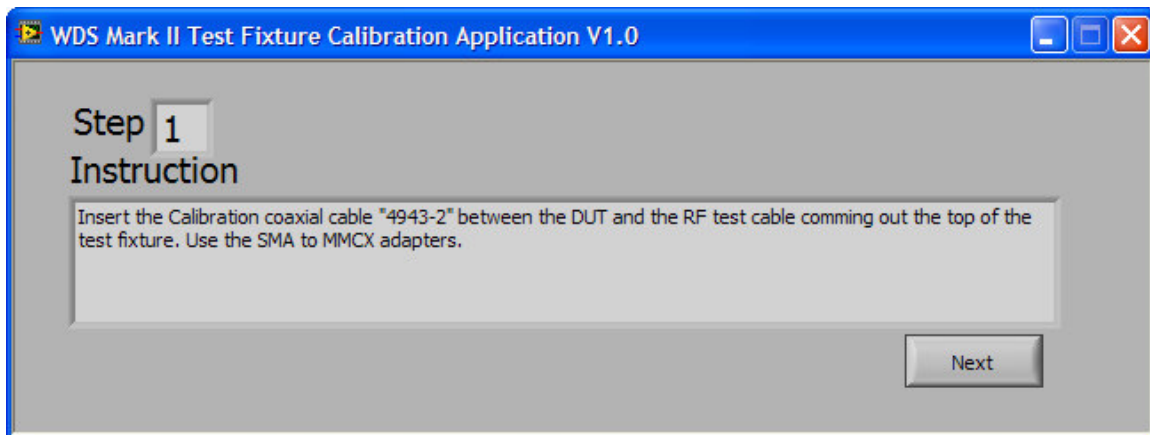 WDS Mark II Test Fixture Calibration Application V1.0
Step 1
Instruction
Insert the Calibration coaxial cable "4943-2" between the DUT and the RF test cable comming out the top of the
test fixture. Use the SMA to MMCX adapters.
Next